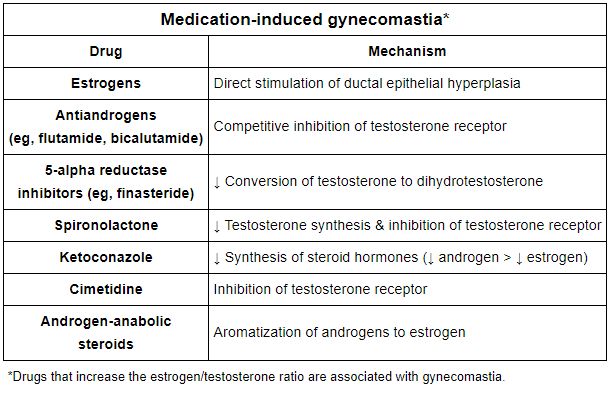 Medication-induced gynecomastia*
Drug Mechanism
Estrogens Direct stimulation of ductal epithelial hyperplasia
Antiandrogens
(eg, flutamide, bicalutamide) Competitive inhibition of testosterone receptor
5-alpha reductase
inhibitors (eg, finasteride) ↓ Conversion of testosterone to dihydrotestosterone
Spironolactone ↓ Testosterone synthesis & inhibition of testosterone receptor
Ketoconazole ↓ Synthesis of steroid hormones (↓ androgen > ↓ estrogen)
Cimetidine Inhibition of testosterone receptor
Androgen-anabolic
steroids Aromatization of androgens to estrogen
*Drugs that increase the estrogen/testosterone ratio are associated with gynecomastia.